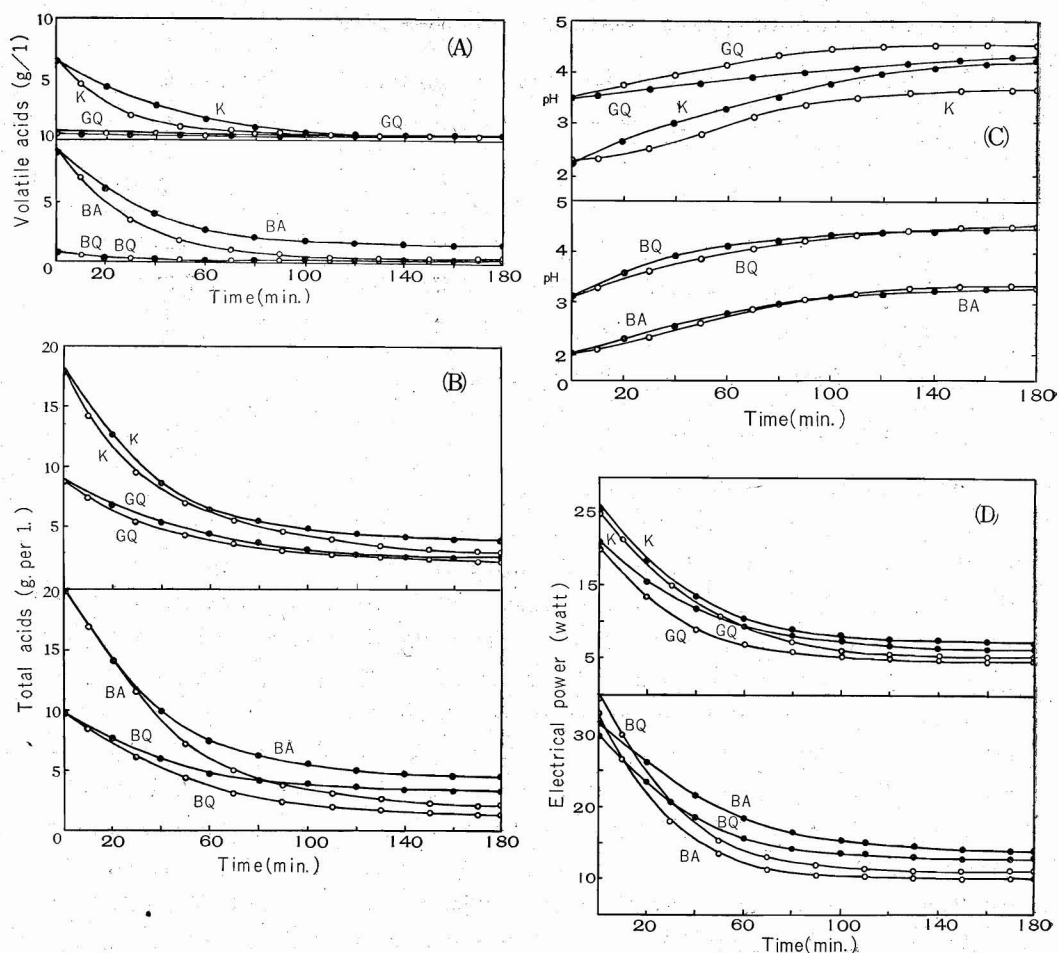 (A)
Volatile acids (g/l)
10
5
10
5
0
K
K
GQ
GQ
BA
BA
BQ
BQ
20
60
100
140
180
Time(min.)
(B)
Total acids (g. per l.)
20
15
10
5
20
15
10
5
0
K
K
GQ
GQ
BA
BA
BQ
BQ
20
60
100
140
180
Time(min.)
(C)
5
4
pH
3
2
4
pH
3
2
0
GQ
GQ
K
K
BQ
BQ
BA
BA
20
60
100
140
180
Time(min.)
(D)
Electrical power (watt)
25
15
5
30
20
10
K
GQ
GQ
BQ
BA
BQ
BA
20
60
100
140
180
Time(min.)